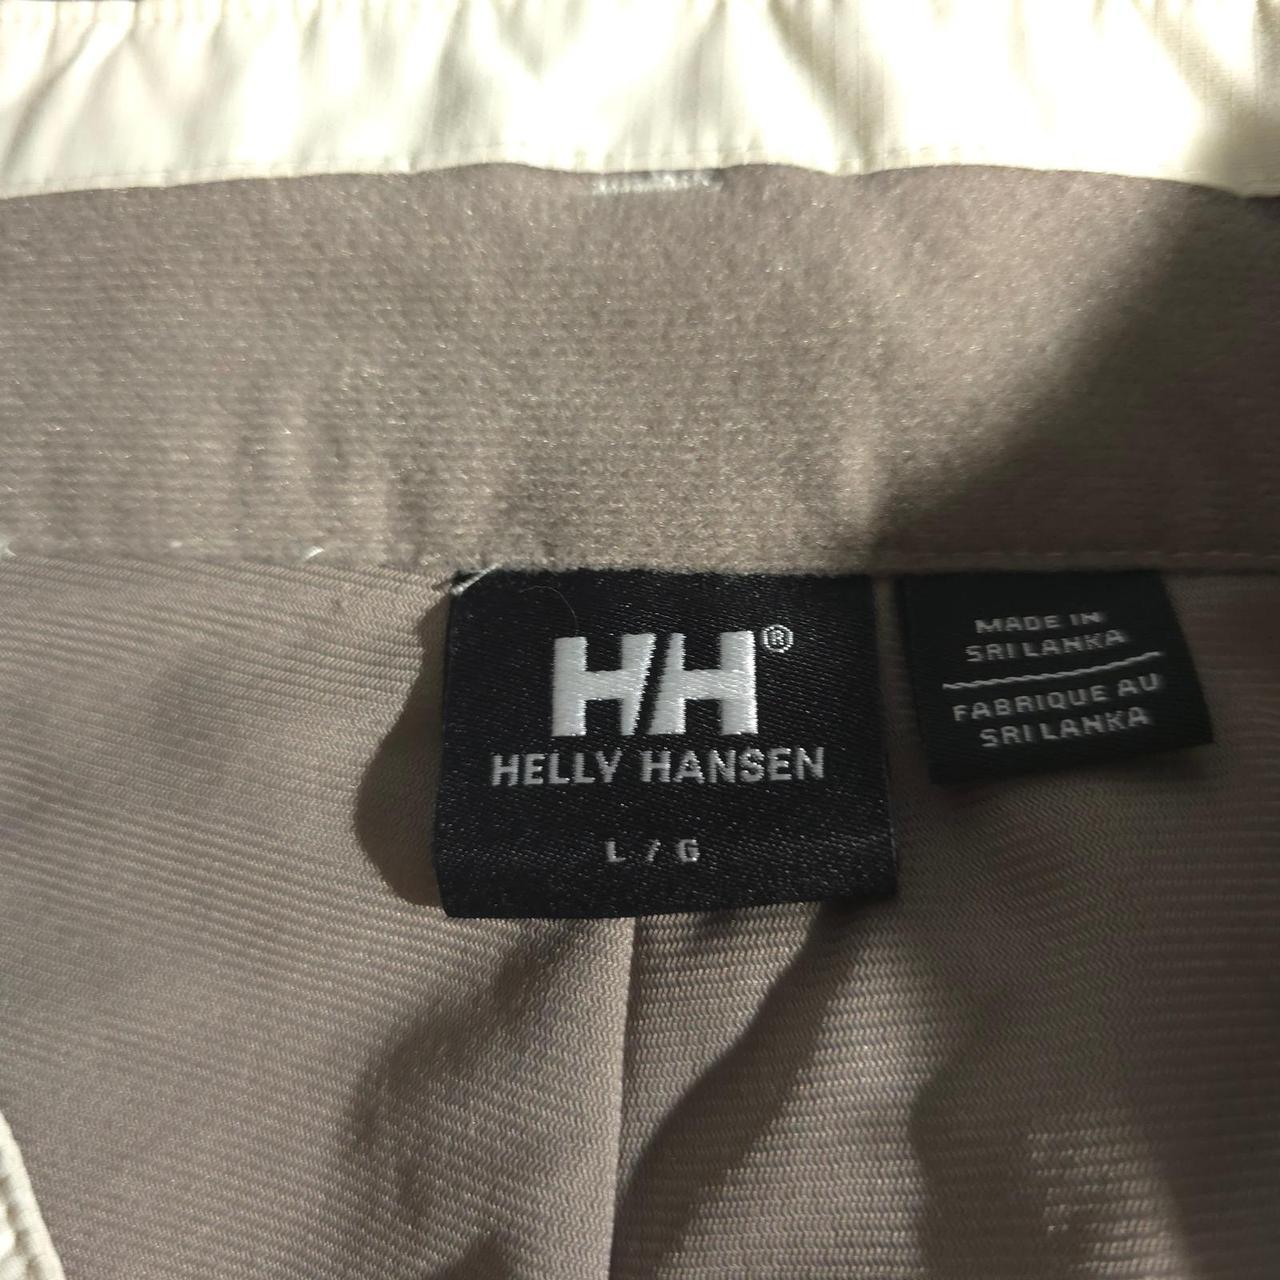 HH®
HELLY HANSEN
L / G
MADE IN
SRI LANKA
FABRIQUE AU
SRI LANKA